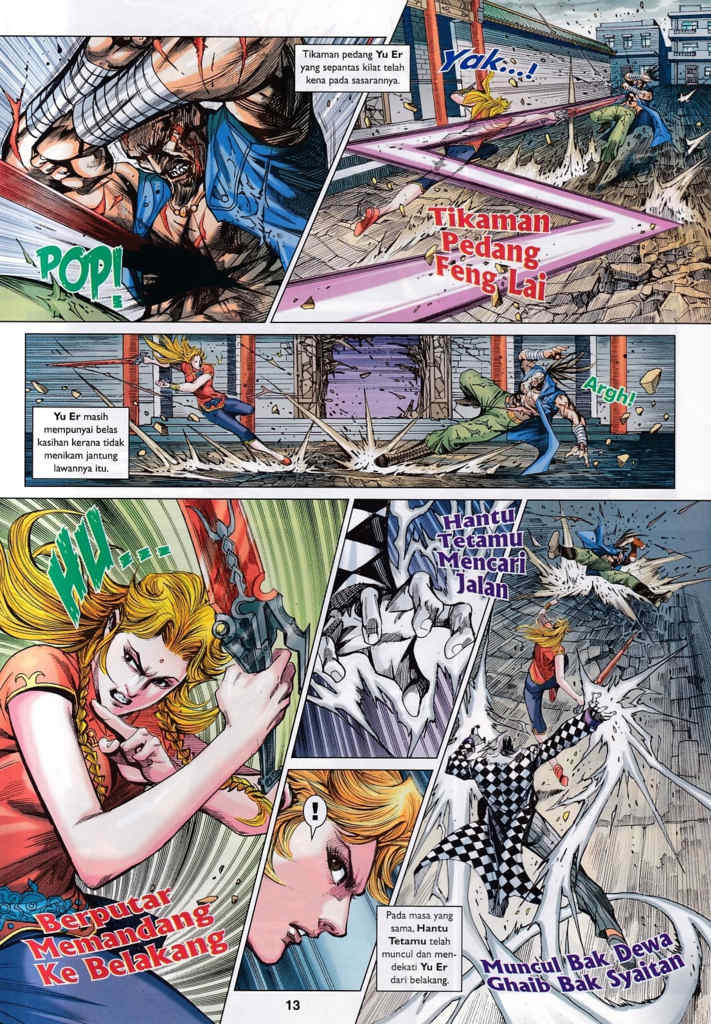 Tikaman pedang Yu Er
yang sepantas kilat telah
kena pada sasarannya.
POP!
Yak...!
Tikaman
Pedang
Feng Lai
Yu Er masih
mempunyai belas
kasihan kerana tidak
menikam jantung
lawannya itu.
Argh!
HU...
Berputar
Memandang
Ke Belakang
Hantu
Tetamu
Mencari
Jalan
!
Pada masa yang
sama, Hantu
Tetamu telah
muncul dan men-
dekati Yu Er
dari belakang.
Muncul Bak Dewa
Ghaib Bak Syaitan
13